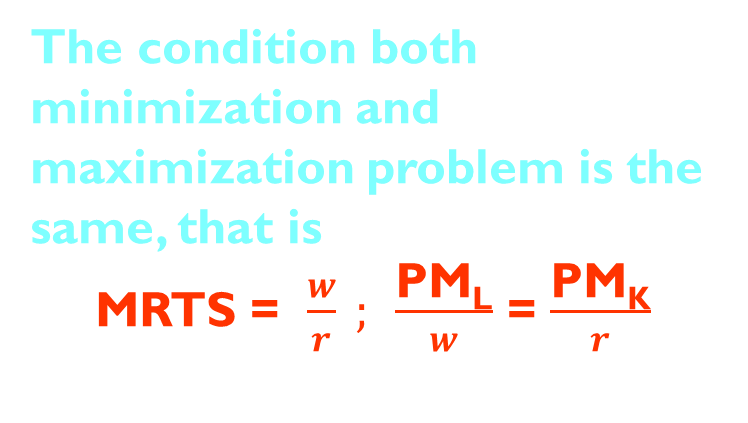 The condition both
minimization and
maximization problem is the
same, that is
MRTS = w/r ; PML/w = PMK/r